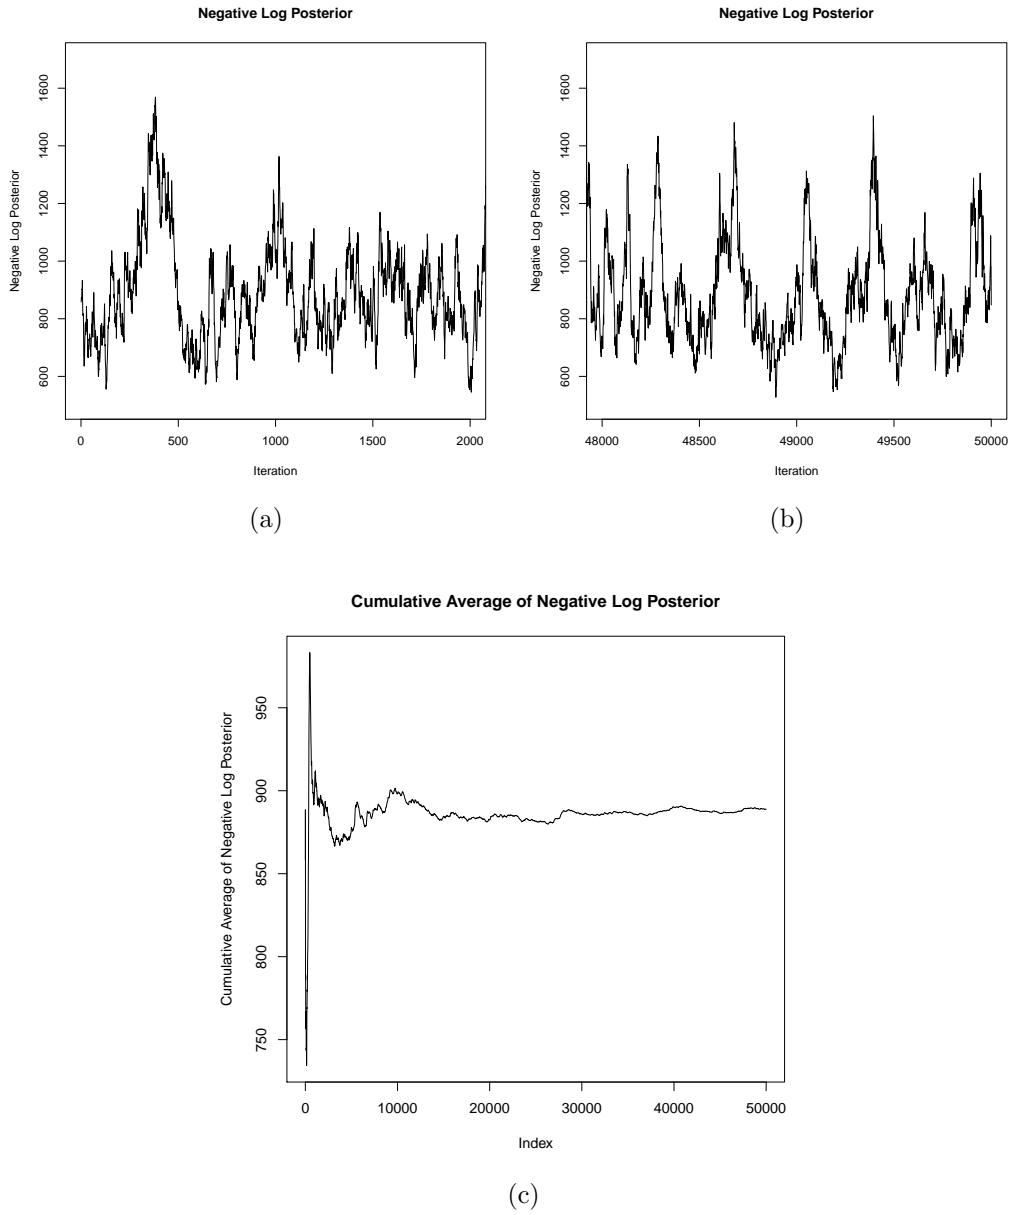 Negative Log Posterior
Negative Log Posterior
1600
1400
1200
1000
800
600
0 500 1000 1500 2000
Iteration
(a)
Negative Log Posterior
Negative Log Posterior
1600
1400
1200
1000
800
600
48000 48500 49000 49500 50000
Iteration
(b)
Cumulative Average of Negative Log Posterior
Cumulative Average of Negative Log Posterior
950
900
850
800
750
0 10000 20000 30000 40000 50000
Index
(c)